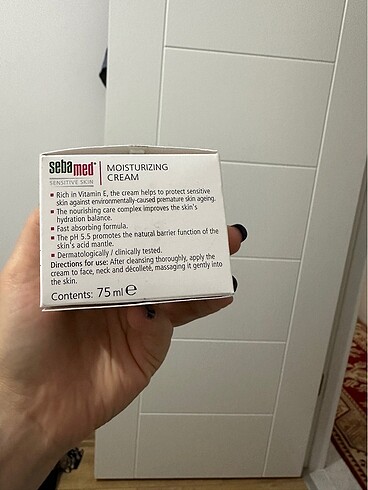 sebamed
SENSITIVE SKIN
MOISTURIZING
CREAM
Rich in Vitamin E, the cream helps to protect sensitive
skin against environmentally-caused premature skin ageing.
The nourishing care complex improves the skin's
hydration balance.
Fast absorbing formula.
The pH 5.5 promotes the natural barrier function of the
skin's acid mantle.
Dermatologically / clinically tested.
Directions for use: After cleansing thoroughly, apply the
cream to face, neck and décolleté, massaging it gently into
the skin.
Contents: 75 ml ℮